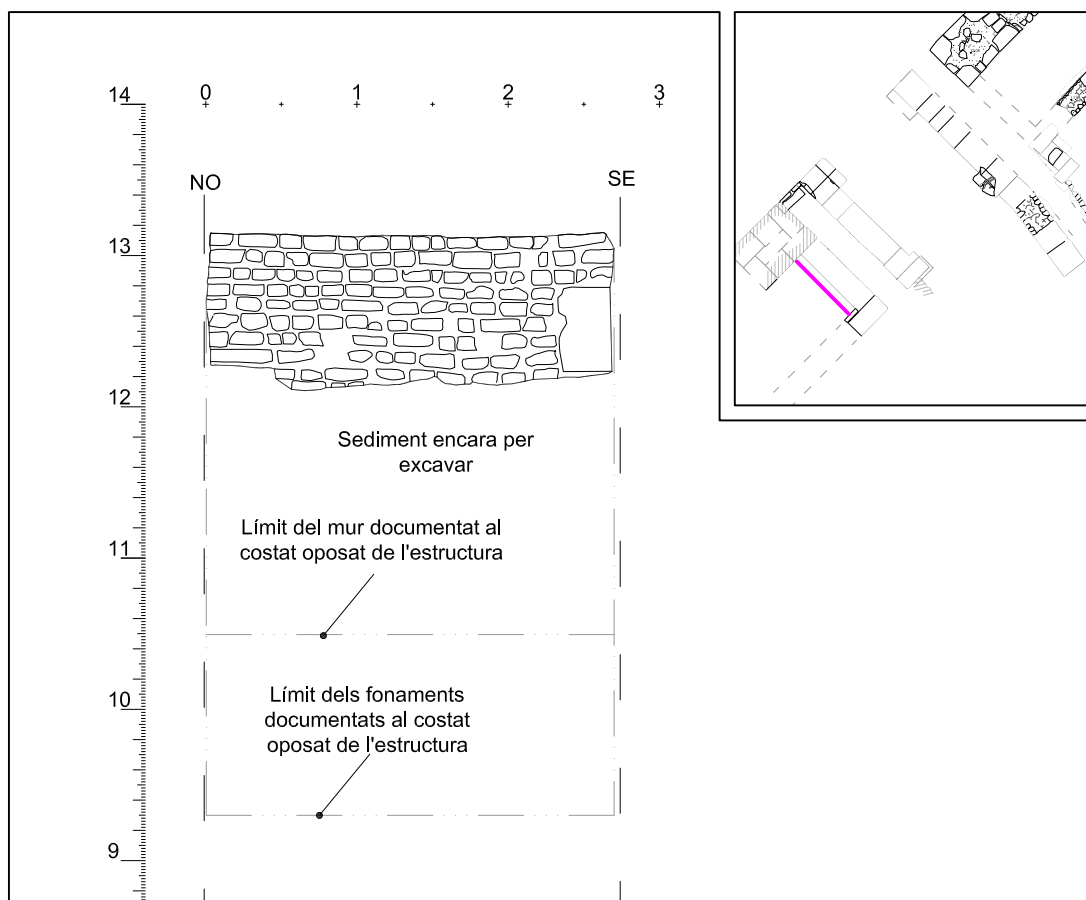 0 1 2 3
14
NO SE
13
12
Sediment encara per
excavar
11
Límit del mur documentat al
costat oposat de l'estructura
10
Límit dels fonaments
documentats al costat
oposat de l'estructura
9